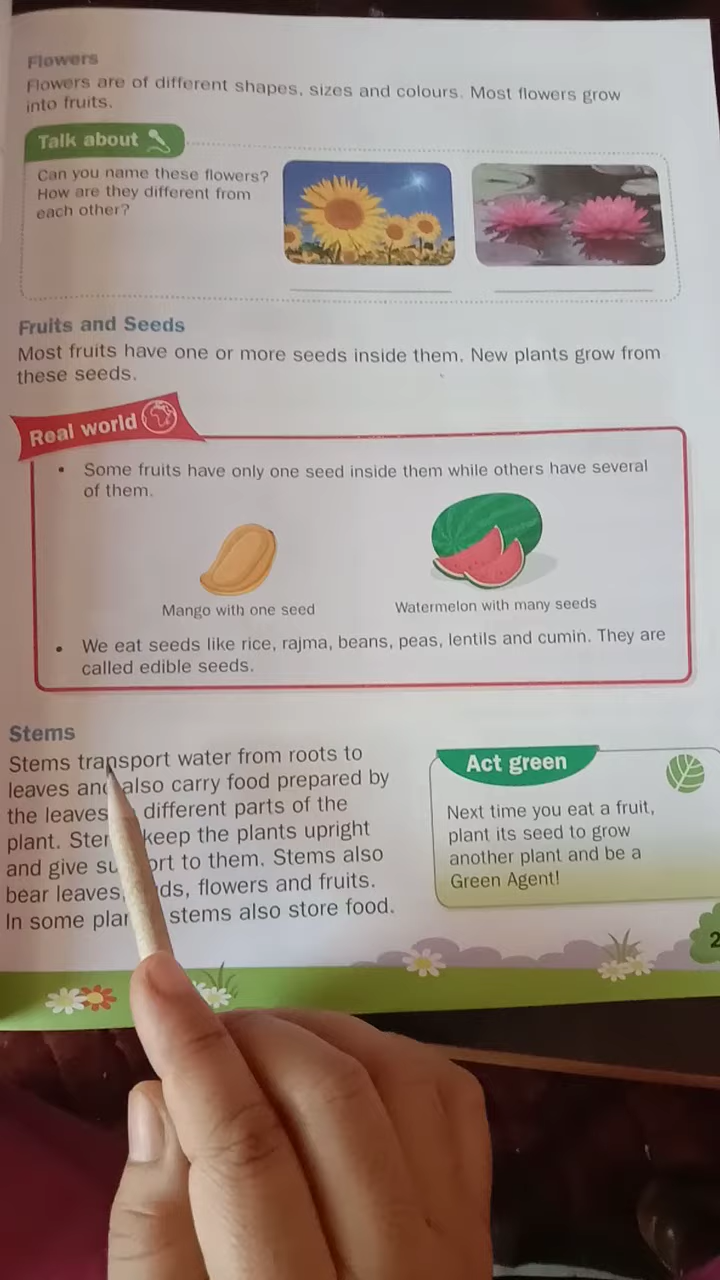 Flowers
Flowers are of different shapes, sizes and colours. Most flowers grow
into fruits.
Talk about
Can you name these flowers?
How are they different from
each other?
Fruits and Seeds
Most fruits have one or more seeds inside them. New plants grow from
these seeds.
Real world
• Some fruits have only one seed inside them while others have several
of them.
Mango with one seed
Watermelon with many seeds
• We eat seeds like rice, rajma, beans, peas, lentils and cumin. They are
called edible seeds.
Stems
Stems transport water from roots to
leaves and also carry food prepared by
the leaves different parts of the
plant. keep the plants upright
and give to them. Stems also
bear leaves, flowers and fruits.
In some stems also store food.
Act green
Next time you eat a fruit,
plant its seed to grow
another plant and be a
Green Agent!
2